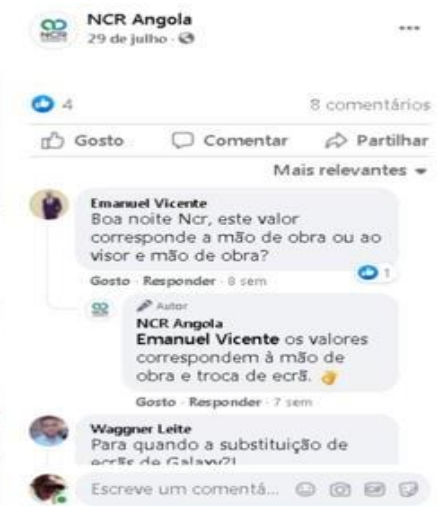 NCR Angola
29 de julho
NCR
4
8 comentários
Gosto Comentar Partilhar
Mais relevantes
Emanuel Vicente
Boa noite Ncr, este valor
corresponde a mão de obra ou ao
visor e mão de obra?
1
Gosto · Responder · 8 sem
Autor
NCR Angola
Emanuel Vicente os valores
correspondem à mão de
obra e troca de ecrã.
Gosto · Responder · 7 sem
Waggner Leite
Para quando a substituição de
ecrãs de Galaxy?!
Escreve um comentá... GIF